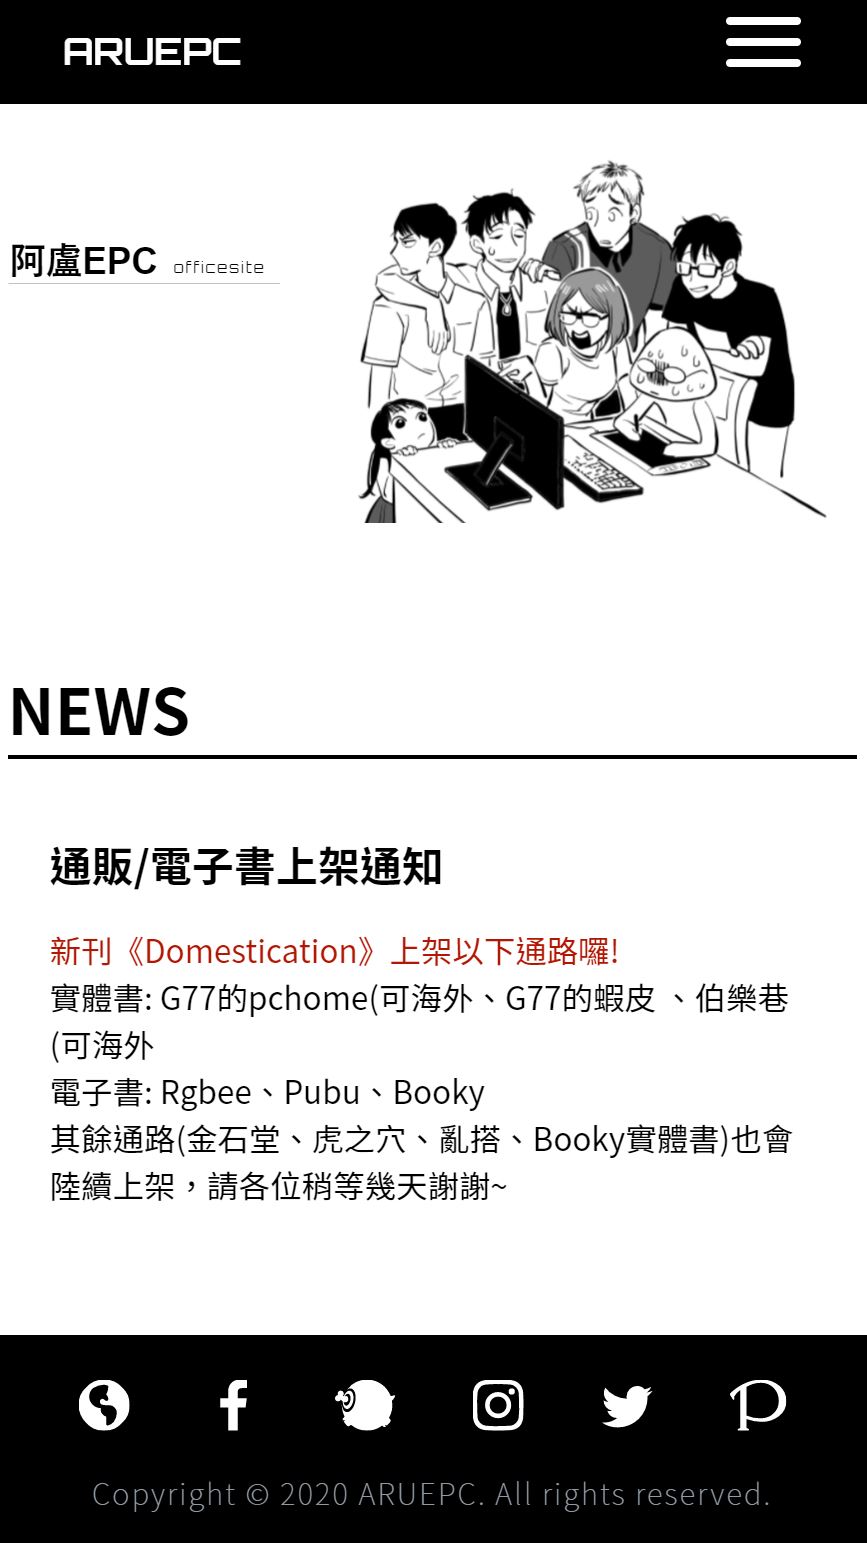 ARUEPC
阿盧EPC officesite
NEWS
通販/電子書上架通知
新刊《Domestication》上架以下通路囉!
實體書: G77的pchome(可海外、G77的蝦皮 、伯樂巷
(可海外
電子書: Rgbee、Pubu、Booky
其餘通路(金石堂、虎之穴、亂搭、Booky實體書)也會
陸續上架，請各位稍等幾天謝謝~
Copyright © 2020 ARUEPC. All rights reserved.